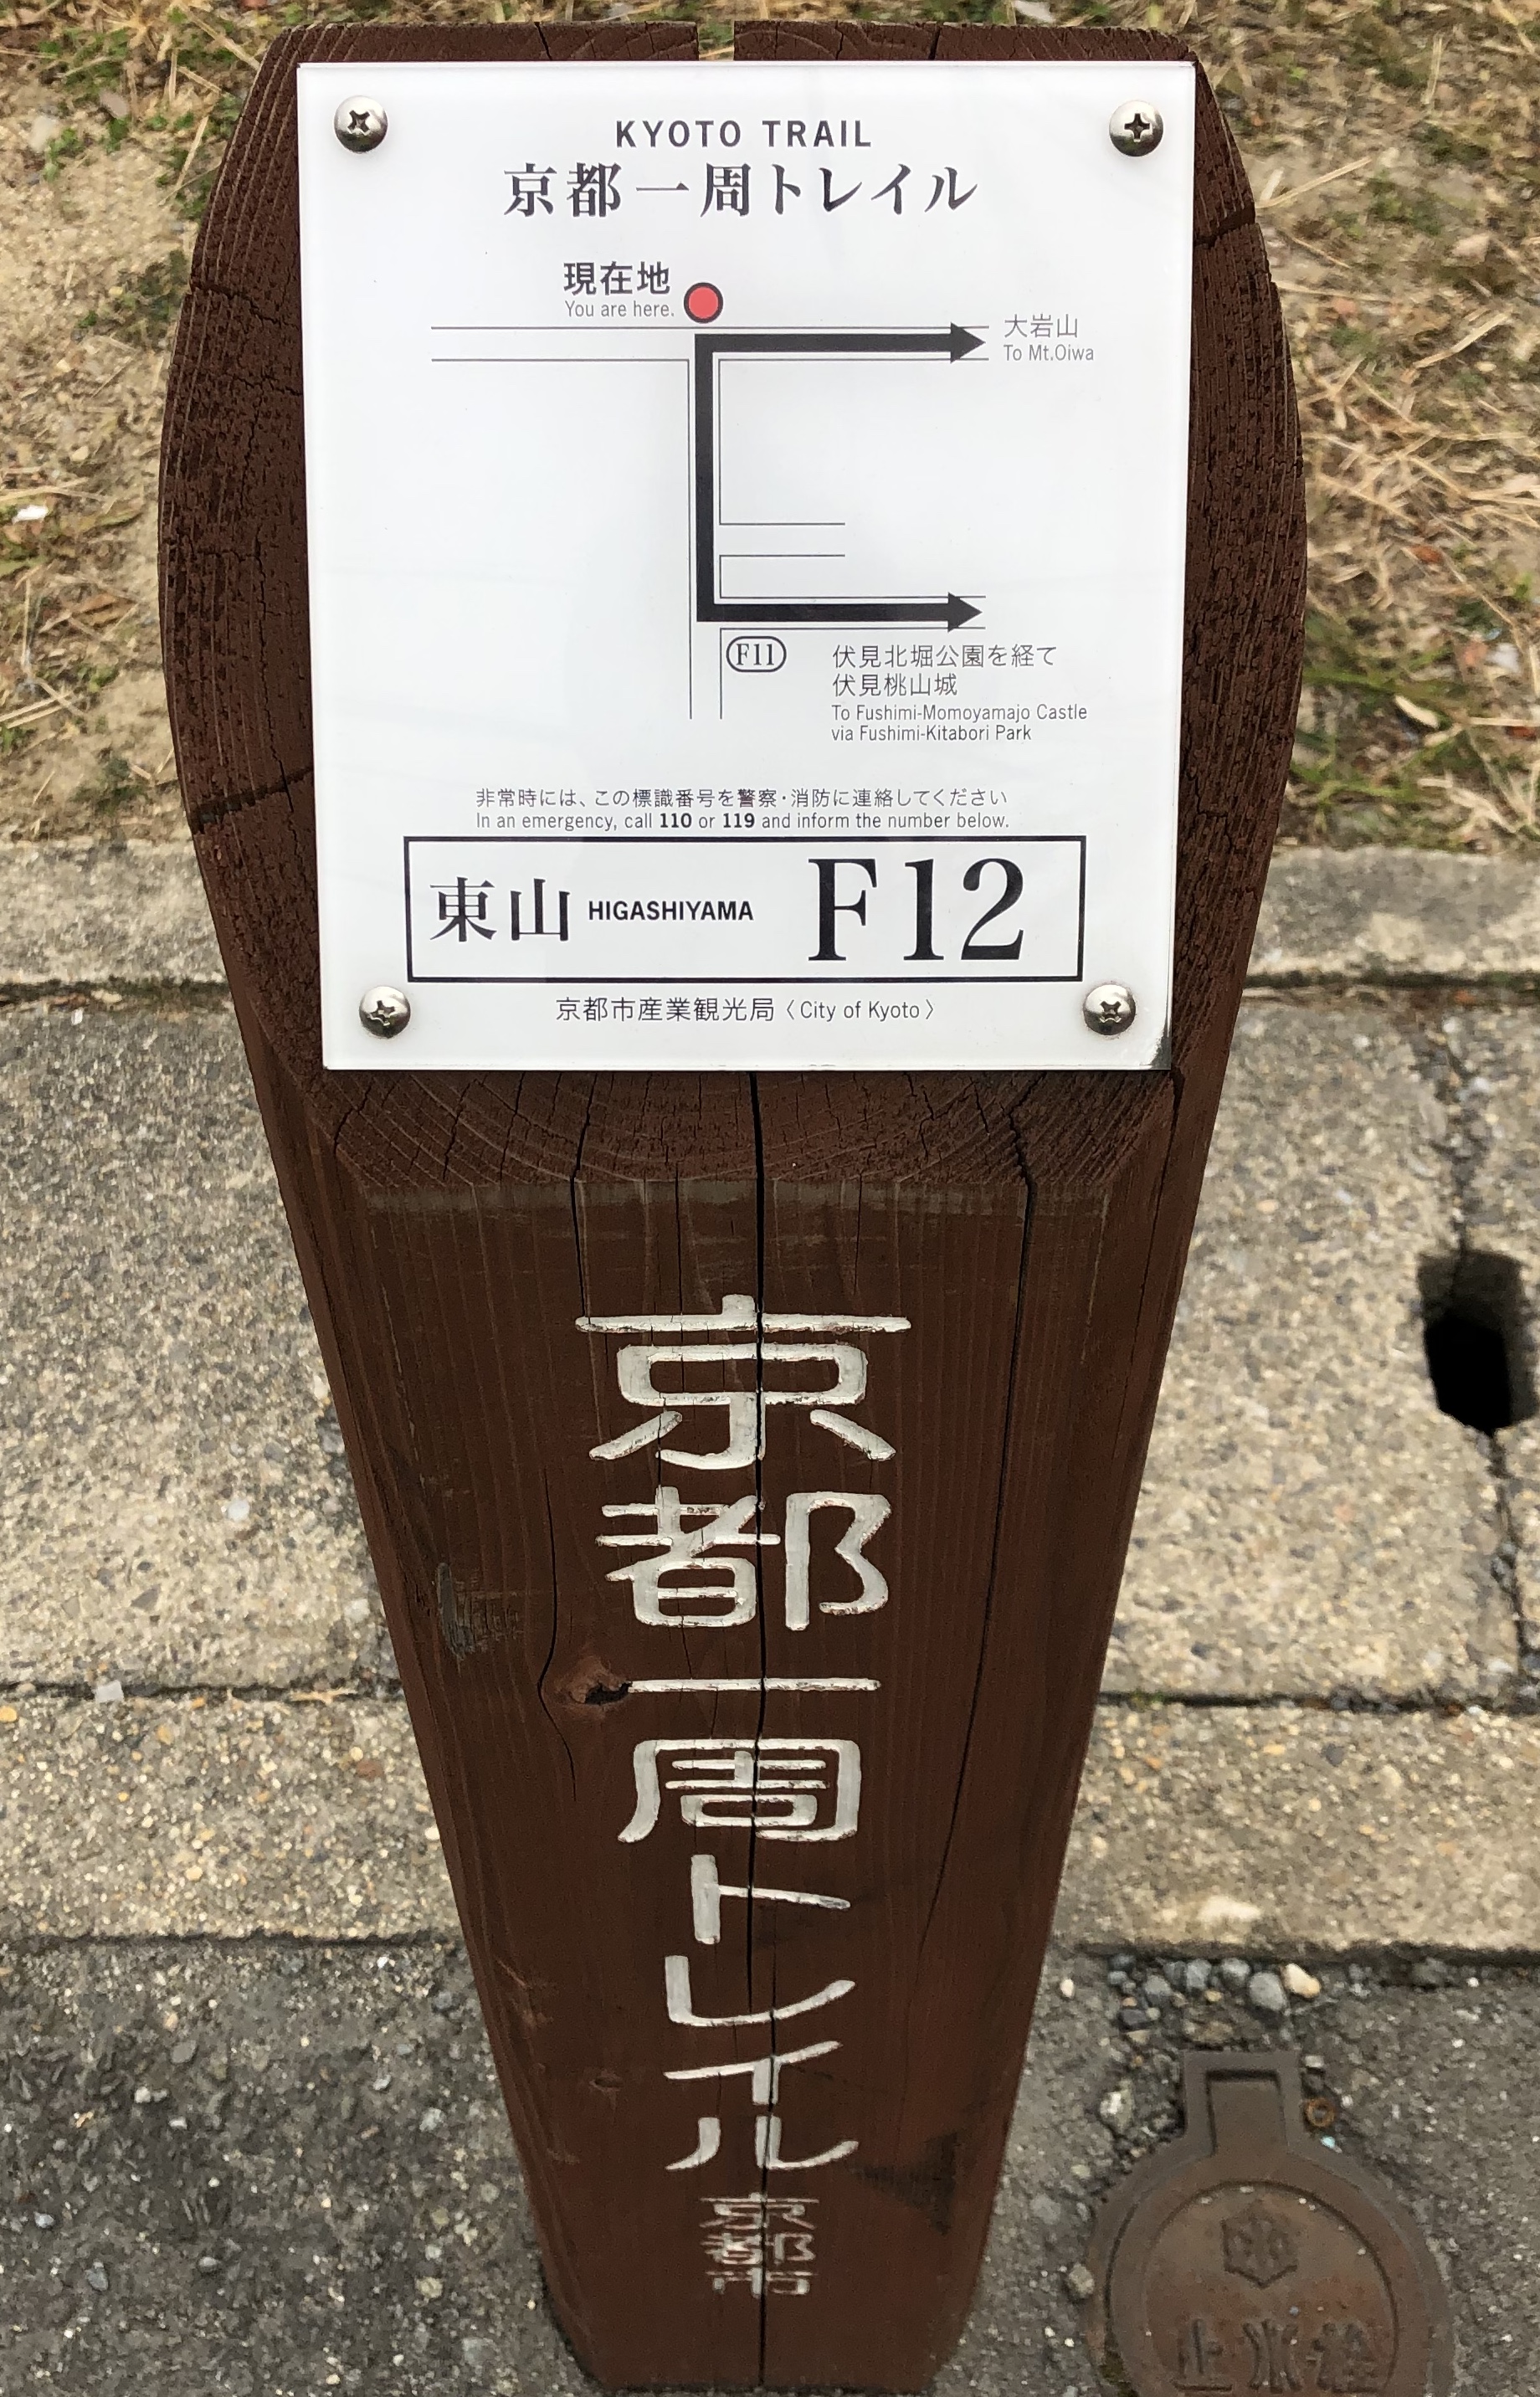 KYOTO TRAIL
京都一周トレイル
現在地
You are here.
大岩山
To Mt.Oiwa
F11
伏見北堀公園を経て
伏見桃山城
To Fushimi-Momoyamajo Castle
via Fushimi-Kitabori Park
非常時には、この標識番号を警察・消防に連絡してください
In an emergency, call 110 or 119 and inform the number below.
東山 HIGASHIYAMA F12
京都市産業観光局〈City of Kyoto〉
京都一周トレイル
京都市
止水栓